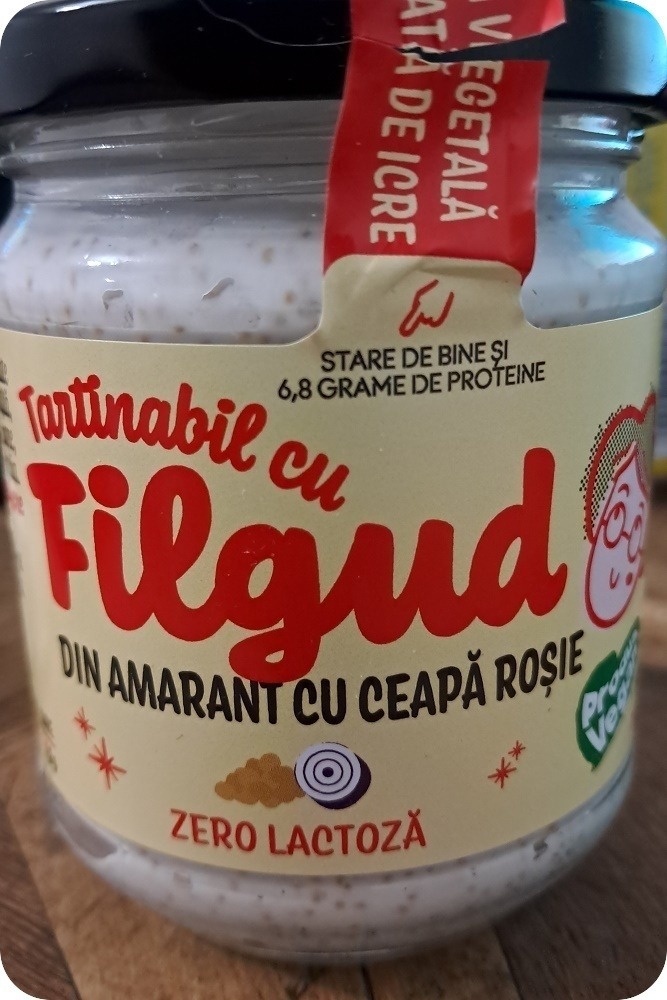 VEGETALĂ
DE ICRE
STARE DE BINE ȘI
6,8 GRAME DE PROTEINE
Tartinabil cu
Filgud
DIN AMARANT CU CEAPĂ ROȘIE
ZERO LACTOZĂ